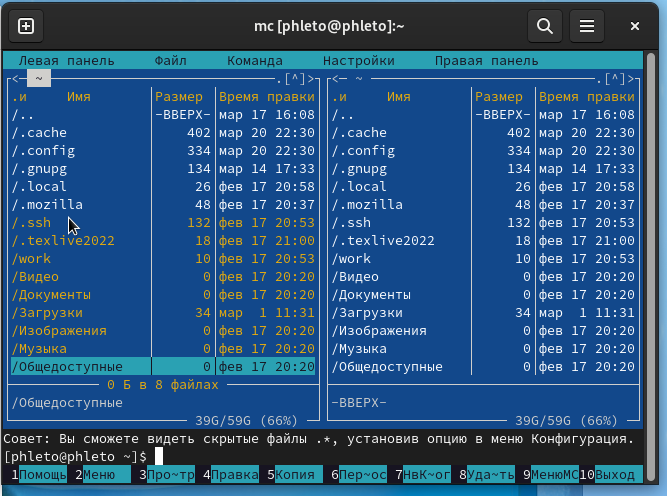 mc [phleto@phleto]:~
Левая панель Файл Команда Настройки Правая панель
<— ~ .[^]> <— ~ .[^]>
.и Имя Размер Время правки .и Имя Размер Время правки
/.. –ВВЕРХ– мар 17 16:08 /.. –ВВЕРХ– мар 17 16:08
/.cache 402 мар 20 22:30 /.cache 402 мар 20 22:30
/.config 334 мар 20 22:30 /.config 334 мар 20 22:30
/.gnupg 134 мар 14 17:33 /.gnupg 134 мар 14 17:33
/.local 26 фев 17 20:58 /.local 26 фев 17 20:58
/.mozilla 48 фев 17 20:37 /.mozilla 48 фев 17 20:37
/.ssh 132 фев 17 20:53 /.ssh 132 фев 17 20:53
/.texlive2022 18 фев 17 21:00 /.texlive2022 18 фев 17 21:00
/work 10 фев 17 20:53 /work 10 фев 17 20:53
/Видео 0 фев 17 20:20 /Видео 0 фев 17 20:20
/Документы 0 фев 17 20:20 /Документы 0 фев 17 20:20
/Загрузки 34 мар 1 11:31 /Загрузки 34 мар 1 11:31
/Изображения 0 фев 17 20:20 /Изображения 0 фев 17 20:20
/Музыка 0 фев 17 20:20 /Музыка 0 фев 17 20:20
/Общедоступные 0 фев 17 20:20 /Общедоступные 0 фев 17 20:20
0 Б в 8 файлах
/Общедоступные –ВВЕРХ–
39G/59G (66%) 39G/59G (66%)
Совет: Вы сможете видеть скрытые файлы .*, установив опцию в меню Конфигурация.
[phleto@phleto ~]$
1Помощь 2Меню 3Про~тр 4Правка 5Копия 6Пер~ос 7НвК~ог 8Уда~ть 9МенюMC 10Выход